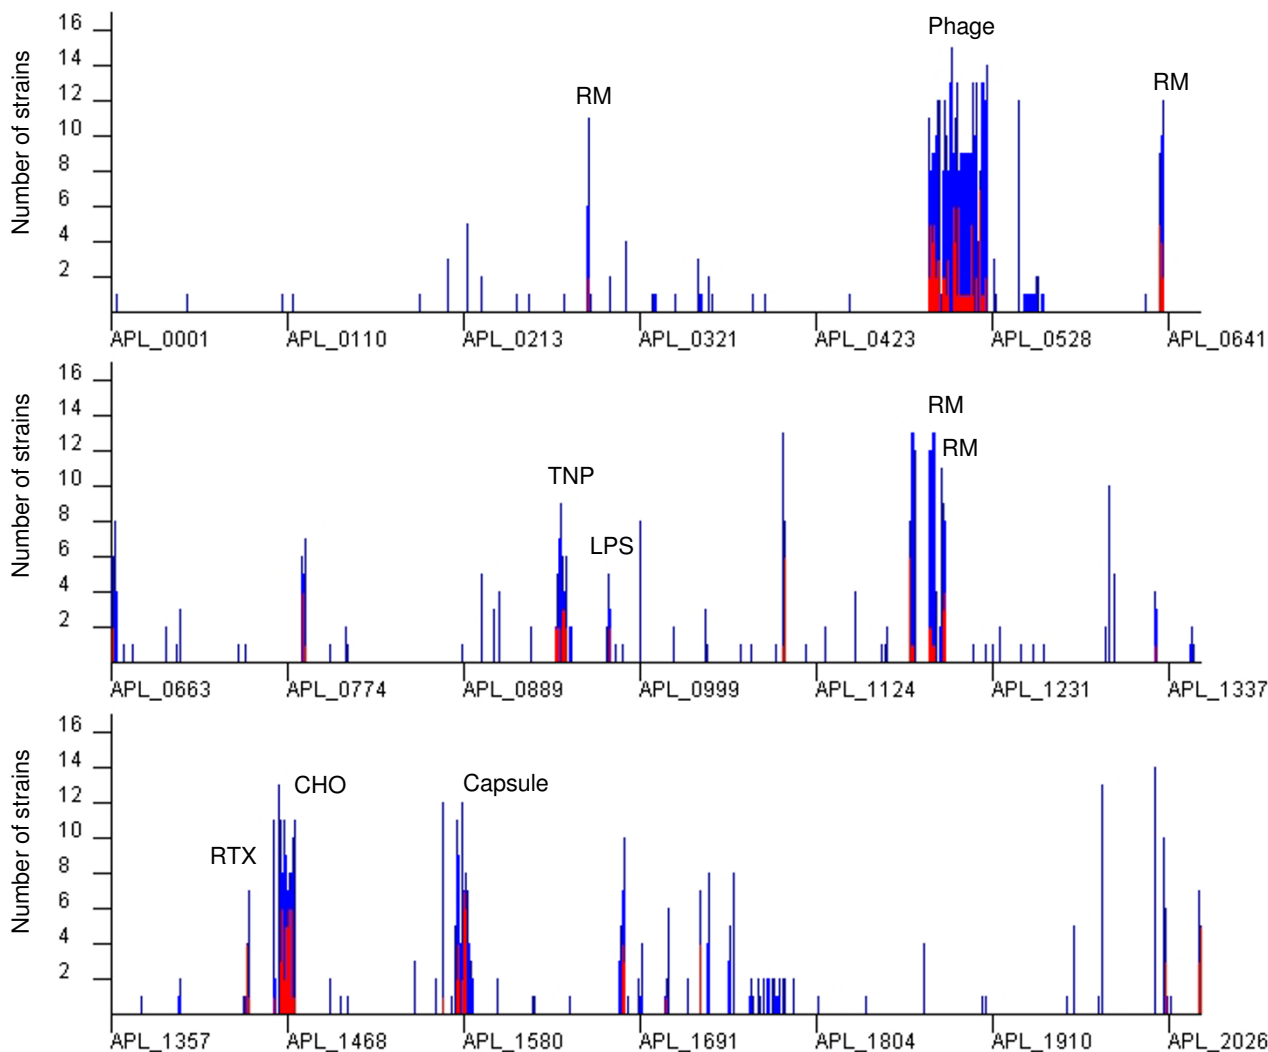 Phage
RM
RM
Number of strains
16
14
12
10
8
6
4
2
APL_0001 APL_0110 APL_0213 APL_0321 APL_0423 APL_0528 APL_0641
RM
RM
TNP
LPS
Number of strains
16
14
12
10
8
6
4
2
APL_0663 APL_0774 APL_0889 APL_0999 APL_1124 APL_1231 APL_1337
CHO
Capsule
RTX
Number of strains
16
14
12
10
8
6
4
2
APL_1357 APL_1468 APL_1580 APL_1691 APL_1804 APL_1910 APL_2026